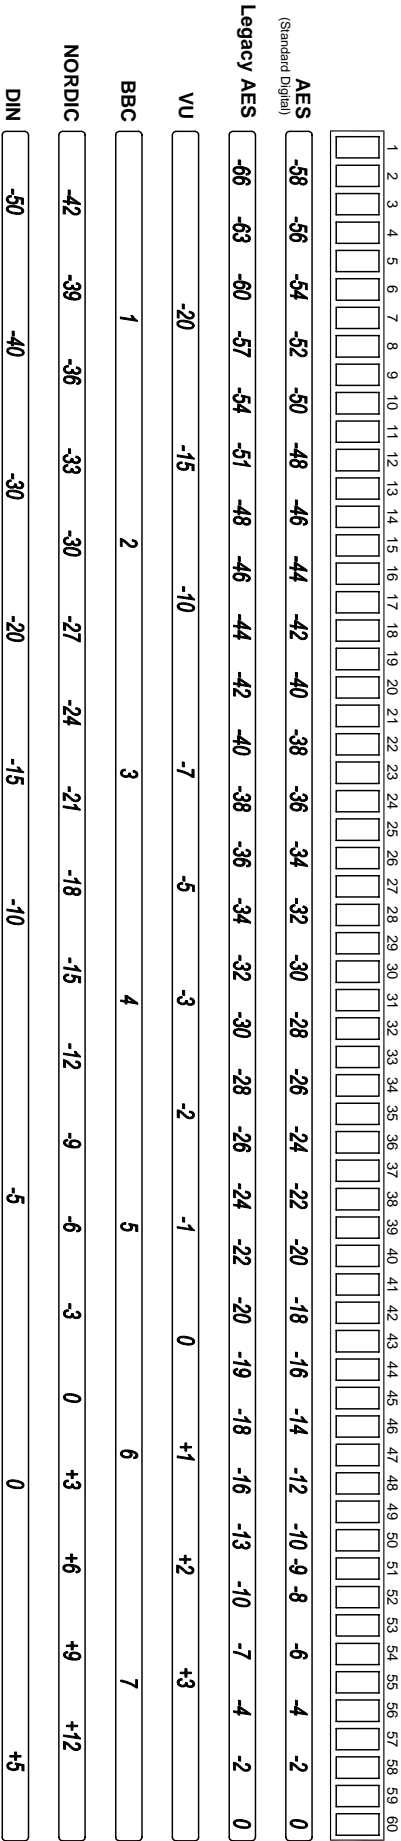 1 2 3 4 5 6 7 8 9 10 11 12 13 14 15 16 17 18 19 20 21 22 23 24 25 26 27 28 29 30 31 32 33 34 35 36 37 38 39 40 41 42 43 44 45 46 47 48 49 50 51 52 53 54 55 56 57 58 59 60
AES -58 -56 -54 -52 -50 -48 -46 -44 -42 -40 -38 -36 -34 -32 -30 -28 -26 -24 -22 -20 -18 -16 -14 -12 -10 -9 -8 -6 -4 -2 0
(Standard Digital)
Legacy AES -66 -63 -60 -57 -54 -51 -48 -46 -44 -42 -40 -38 -36 -34 -32 -30 -28 -26 -24 -22 -20 -19 -18 -16 -13 -10 -7 -4 -2 0
VU -20 -15 -10 -7 -5 -3 -2 -1 0 +1 +2 +3
BBC 1 2 3 4 5 6 7
NORDIC -42 -39 -36 -33 -30 -27 -24 -21 -18 -15 -12 -9 -6 -3 0 +3 +6 +9 +12
DIN -50 -40 -30 -20 -15 -10 -5 0 +5